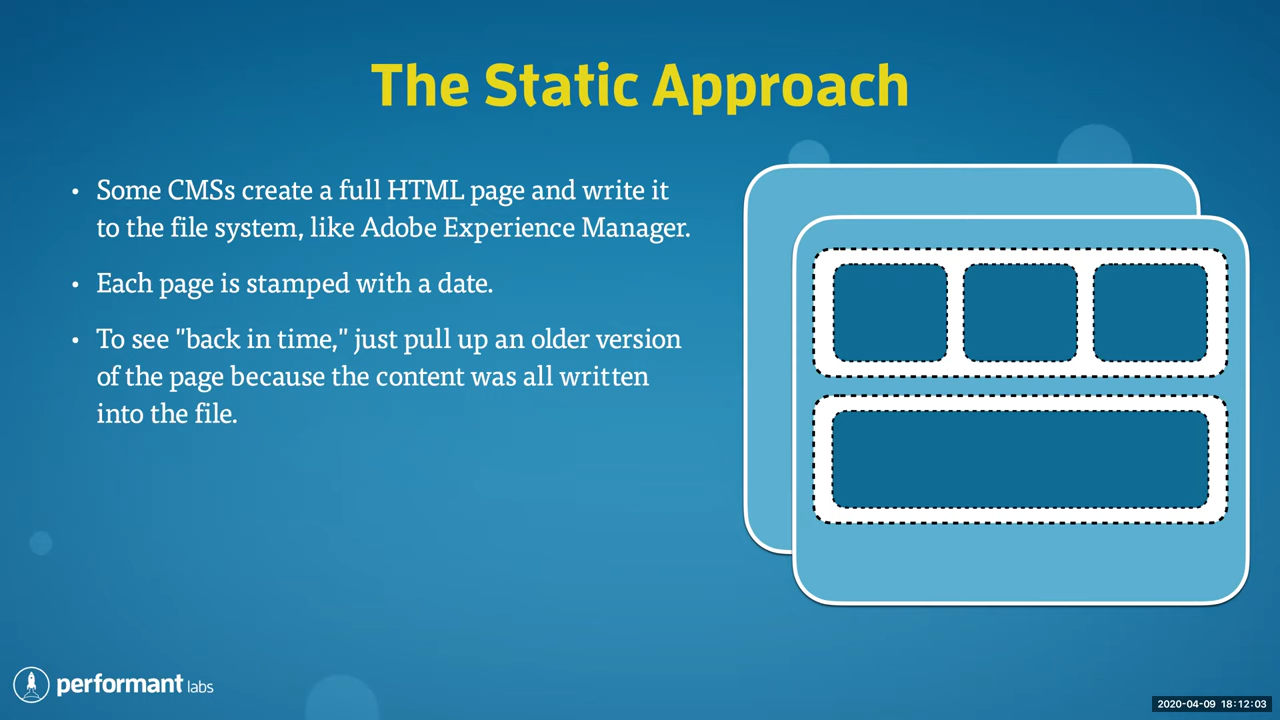 The Static Approach
• Some CMSs create a full HTML page and write it
to the file system, like Adobe Experience Manager.
• Each page is stamped with a date.
• To see "back in time," just pull up an older version
of the page because the content was all written
into the file.
performant labs
2020-04-09 18:12:03